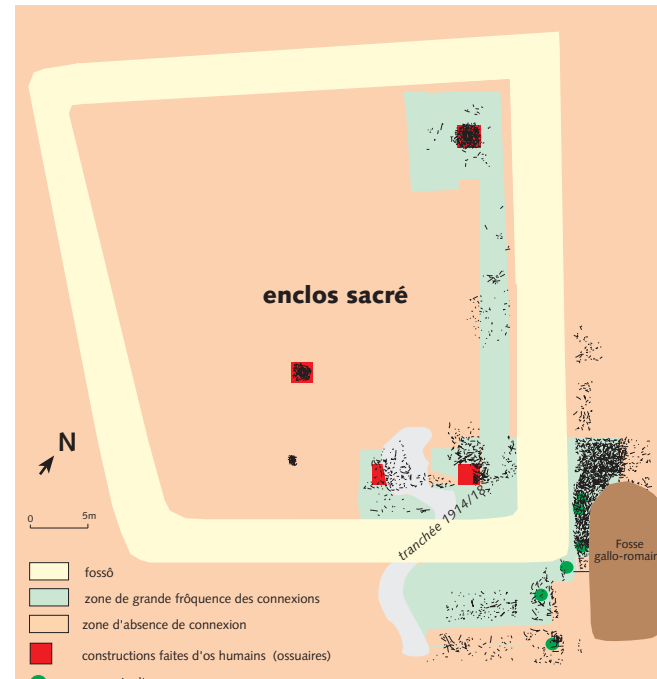 enclos sacré
N
0 5m
tranchée 1914/18
Fosse
gallo-romain
fossô
zone de grande frôquence des connexions
zone d'absence de connexion
constructions faites d'os humains (ossuaires)